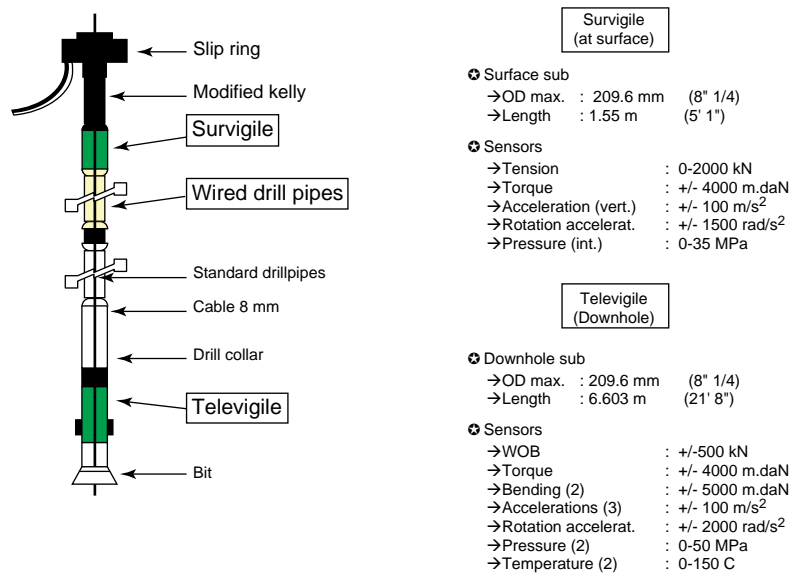 Slip ring
Modified kelly
Survigile
Wired drill pipes
Standard drillpipes
Cable 8 mm
Drill collar
Televigile
Bit
Survigile
(at surface)
✪ Surface sub
→OD max. : 209.6 mm (8" 1/4)
→Length : 1.55 m (5' 1")
✪ Sensors
→Tension : 0-2000 kN
→Torque : +/- 4000 m.daN
→Acceleration (vert.) : +/- 100 m/s²
→Rotation accelerat. : +/- 1500 rad/s²
→Pressure (int.) : 0-35 MPa
Televigile
(Downhole)
✪ Downhole sub
→OD max. : 209.6 mm (8" 1/4)
→Length : 6.603 m (21' 8")
✪ Sensors
→WOB : +/-500 kN
→Torque : +/- 4000 m.daN
→Bending (2) : +/- 5000 m.daN
→Accelerations (3) : +/- 100 m/s²
→Rotation accelerat. : +/- 2000 rad/s²
→Pressure (2) : 0-50 MPa
→Temperature (2) : 0-150 C